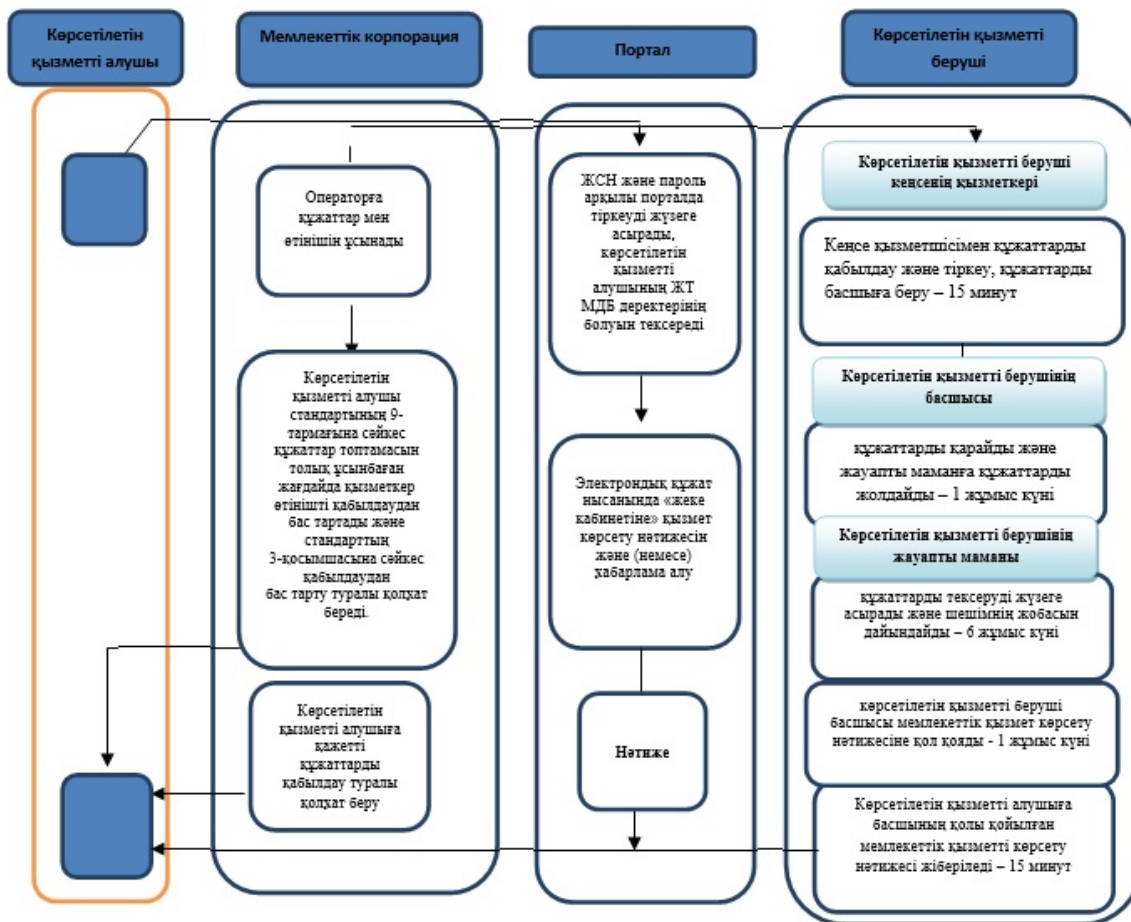 Көрсетілетін
қызметті алушы
Мемлекеттік корпорация
Портал
Көрсетілетін қызметті
беруші
Операторға
құжаттар мен
өтінішін ұсынады
Көрсетілетін
қызметті алушы
стандартының 9-
тармағына сәйкес
құжаттар топтамасын
толық ұсынбаған
жағдайда қызметкер
өтінішті қабылдаудан
бас тартады және
стандарттың
3-қосымшасына сәйкес
қабылдаудан
бас тарту туралы қолхат
береді.
Көрсетілетін
қызметті алушыға
қажетті
құжаттарды
қабылдау туралы
қолхат беру
ЖСН және пароль
арқылы порталда
тіркеуді жүзеге
асырады,
көрсетілетін
қызметті
алушының ЖТ
МДБ деректерінің
болуын тексереді
Электрондық құжат
нысанында «жеке
кабинетіне» қызмет
көрсету нәтижесін
және (немесе)
хабарлама алу
Нәтиже
Көрсетілетін қызметті беруші
кеңсенің қызметкері
Кеңсе қызметшісімен құжаттарды
қабылдау және тіркеу, құжаттарды
басшыға беру – 15 минут
Көрсетілетін қызметті берушінің
басшысы
құжаттарды қарайды және
жауапты маманға құжаттарды
жолдайды – 1 жұмыс күні
Көрсетілетін қызметті берушінің
жауапты маманы
құжаттарды тексеруді жүзеге
асырады және шешімнің жобасын
дайындайды – 6 жұмыс күні
көрсетілетін қызметті беруші
басшысы мемлекеттік қызмет көрсету
нәтижесіне қол қояды - 1 жұмыс күні
Көрсетілетін қызметті алушыға
басшының қолы қойылған
мемлекеттік қызметті көрсету
нәтижесі жіберіледі – 15 минут